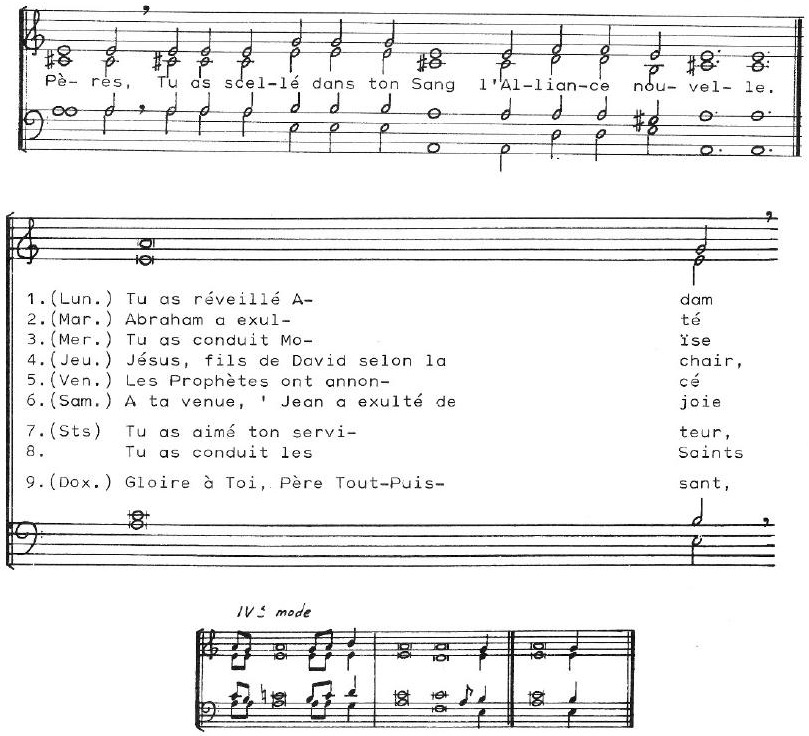 Pè- res, Tu as scel-lé dans ton Sang l'Al-lian-ce nou- vel- le.
1.(Lun.) Tu as réveillé A- dam
2.(Mar.) Abraham a exul- té
3.(Mer.) Tu as conduit Mo- ïse
4.(Jeu.) Jésus, fils de David selon la chair,
5.(Ven.) Les Prophètes ont annon- cé
6.(Sam.) A ta venue, ' Jean a exulté de joie
7.(Sts) Tu as aimé ton servi- teur,
8. Tu as conduit les Saints
9.(Dox.) Gloire à Toi, Père Tout-Puis- sant,
IVe mode